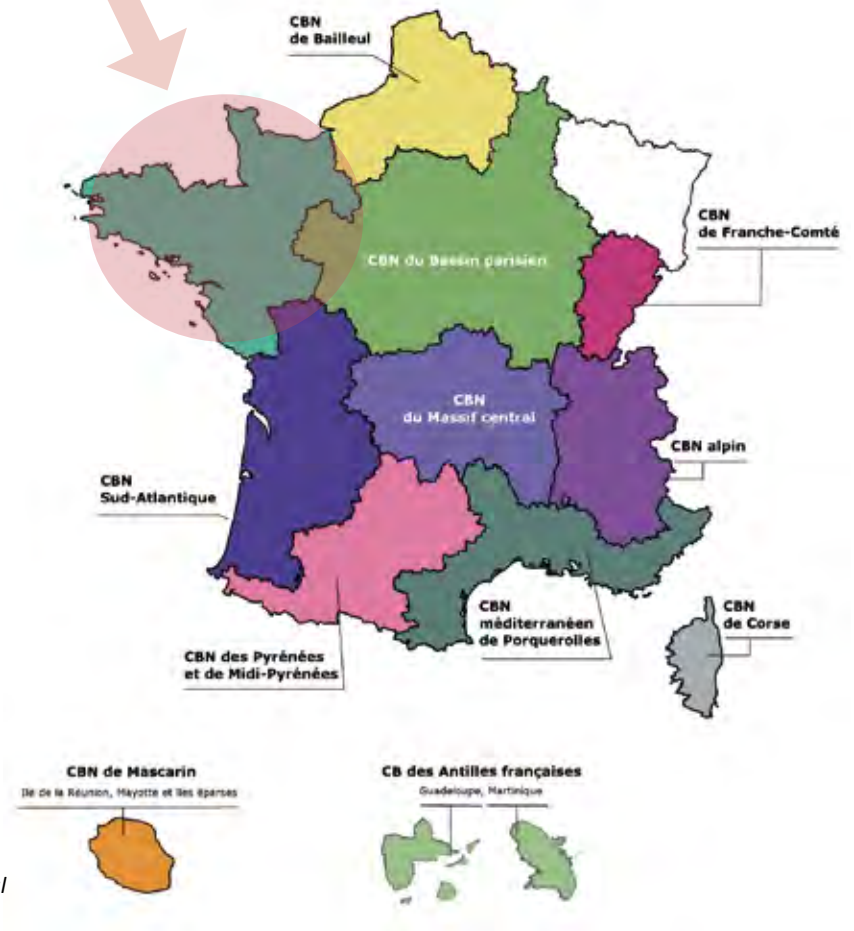 CBN
de Bailleul
CBN
de Franche-Comté
CBN du Bassin parisien
CBN
du Massif central
CBN alpin
CBN
Sud-Atlantique
CBN
méditerranéen
de Porquerolles
CBN
de Corse
CBN des Pyrénées
et de Midi-Pyrénées
CBN de Mascarin
Ile de la Réunion, Mayotte et îles éparses
CB des Antilles françaises
Guadeloupe, Martinique
l